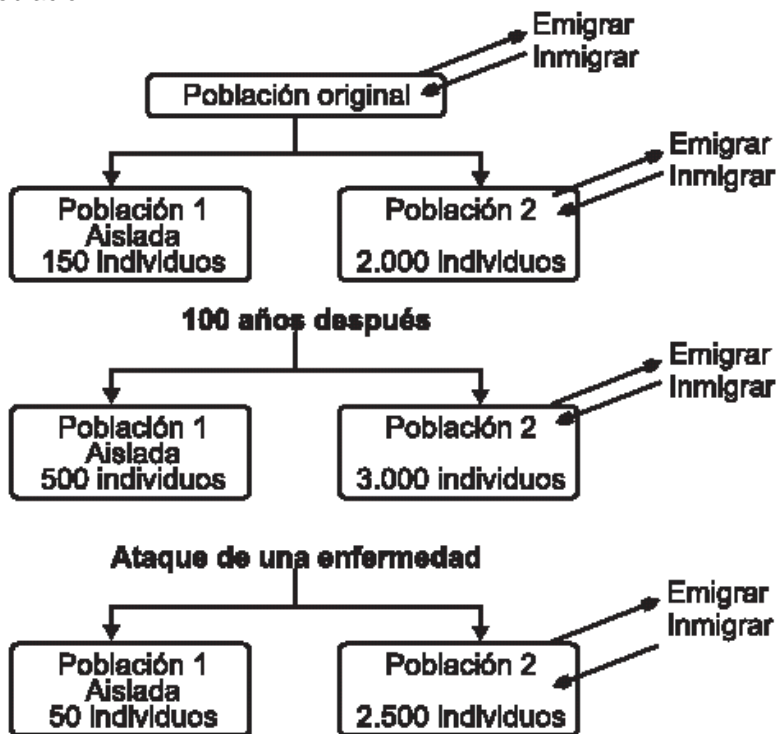 Emigrar
Inmigrar
Población original
Emigrar
Inmigrar
Población 1
Aislada
150 individuos
Población 2
2.000 individuos
100 años después
Emigrar
Inmigrar
Población 1
Aislada
500 individuos
Población 2
3.000 individuos
Ataque de una enfermedad
Emigrar
Inmigrar
Población 1
Aislada
50 individuos
Población 2
2.500 individuos